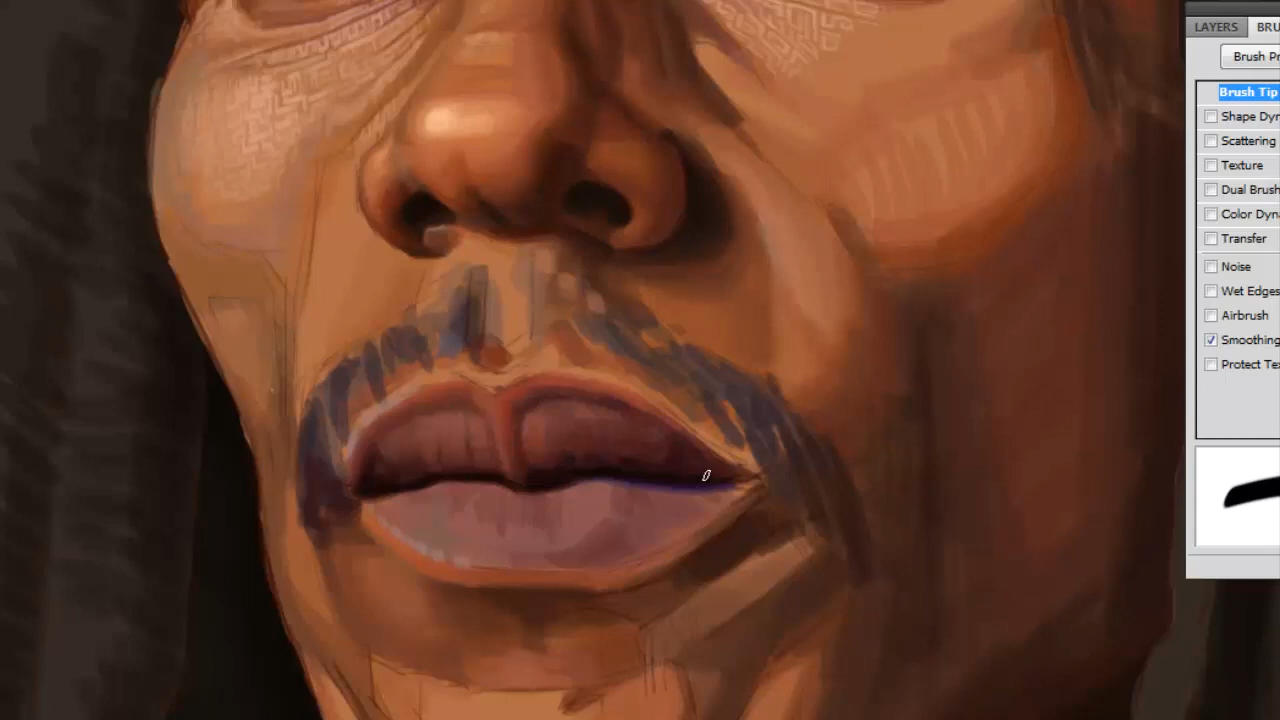 LAYERS BRU
Brush Pr
Brush Tip
Shape Dyn
Scattering
Texture
Dual Brush
Color Dyn
Transfer
Noise
Wet Edges
Airbrush
Smoothing
Protect Tex